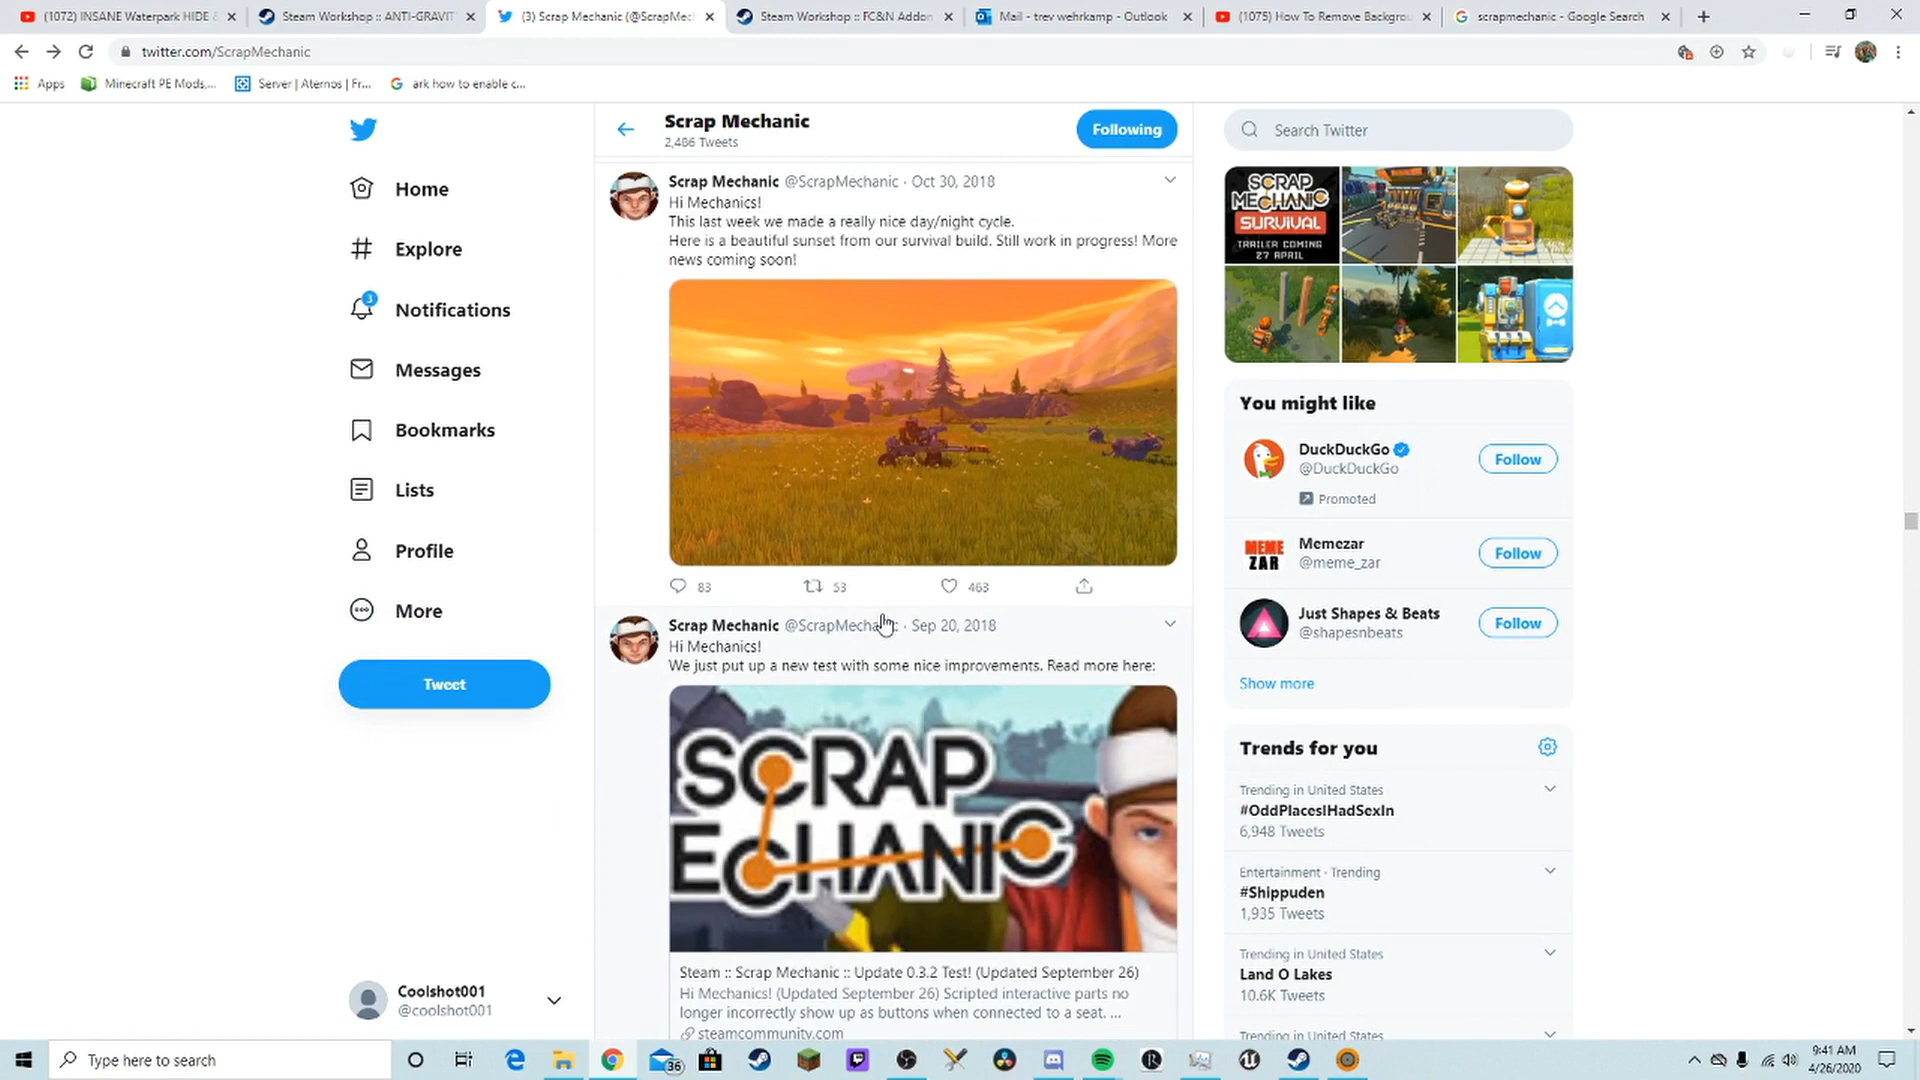 (1072) INSANE Waterpark HIDE &
Steam Workshop :: ANTI-GRAVIT
(3) Scrap Mechanic (@ScrapMec
Steam Workshop :: FC&N Addon
Mail - trev wehrkamp - Outlook
(1075) How To Remove Backgrou
scrapmechanic - Google Search
twitter.com/ScrapMechanic
Apps
Minecraft PE Mods,...
Server | Aternos | Fr...
ark how to enable c...
Home
Explore
3
Notifications
Messages
Bookmarks
Lists
Profile
More
Tweet
Coolshot001
@coolshot001
Scrap Mechanic
2,486 Tweets
Following
Scrap Mechanic @ScrapMechanic · Oct 30, 2018
Hi Mechanics!
This last week we made a really nice day/night cycle.
Here is a beautiful sunset from our survival build. Still work in progress! More
news coming soon!
83
53
463
Scrap Mechanic @ScrapMechanic · Sep 20, 2018
Hi Mechanics!
We just put up a new test with some nice improvements. Read more here:
SCRAP
MECHANIC
Steam :: Scrap Mechanic :: Update 0.3.2 Test! (Updated September 26)
Hi Mechanics! (Updated September 26) Scripted interactive parts no
longer incorrectly show up as buttons when connected to a seat. ...
steamcommunity.com
Search Twitter
SCRAP
MECHANIC
SURVIVAL
TRAILER COMING
27 APRIL
You might like
DuckDuckGo
@DuckDuckGo
Promoted
Follow
MEME
ZAR
Memezar
@meme_zar
Follow
Just Shapes & Beats
@shapesnbeats
Follow
Show more
Trends for you
Trending in United States
#OddPlacesIHadSexIn
6,948 Tweets
Entertainment · Trending
#Shippuden
1,935 Tweets
Trending in United States
Land O Lakes
10.6K Tweets
Trending in United States
Type here to search
36
9:41 AM
4/26/2020